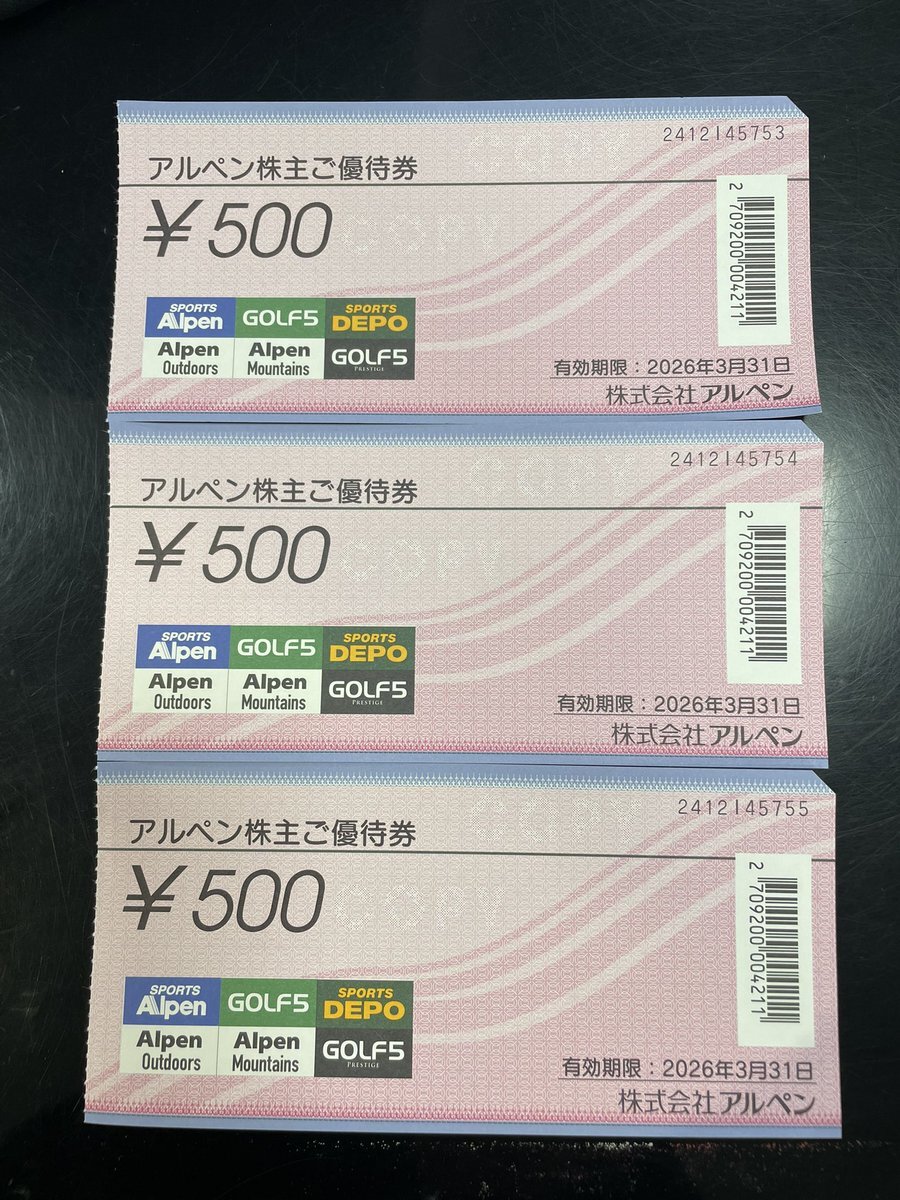 2412145753
アルペン株主ご優待券
¥500
COPY
2 709200 004211
SPORTS Alpen GOLF5 SPORTS DEPO
Alpen Outdoors Alpen Mountains GOLF5 PRESTIGE
有効期限：2026年3月31日
株式会社アルペン
2412145754
アルペン株主ご優待券
¥500
COPY
2 709200 004211
SPORTS Alpen GOLF5 SPORTS DEPO
Alpen Outdoors Alpen Mountains GOLF5 PRESTIGE
有効期限：2026年3月31日
株式会社アルペン
2412145755
アルペン株主ご優待券
¥500
COPY
2 709200 004211
SPORTS Alpen GOLF5 SPORTS DEPO
Alpen Outdoors Alpen Mountains GOLF5 PRESTIGE
有効期限：2026年3月31日
株式会社アルペン